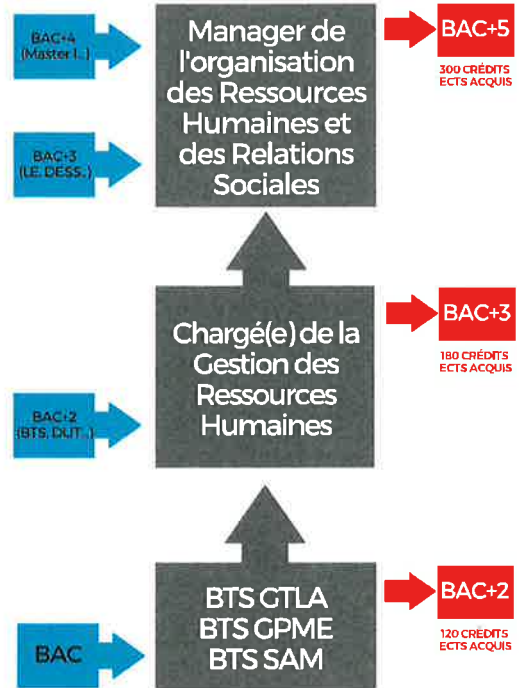 BAC+4
(Master I...)
Manager de
l'organisation
des Ressources
Humaines et
des Relations
Sociales
BAC+5
300 CRÉDITS
ECTS ACQUIS
BAC+3
(LE, DESS..)
Chargé(e) de la
Gestion des
Ressources
Humaines
BAC+3
180 CRÉDITS
ECTS ACQUIS
BAC+2
(BTS, DUT...)
BTS GTLA
BTS GPME
BTS SAM
BAC+2
120 CRÉDITS
ECTS ACQUIS
BAC